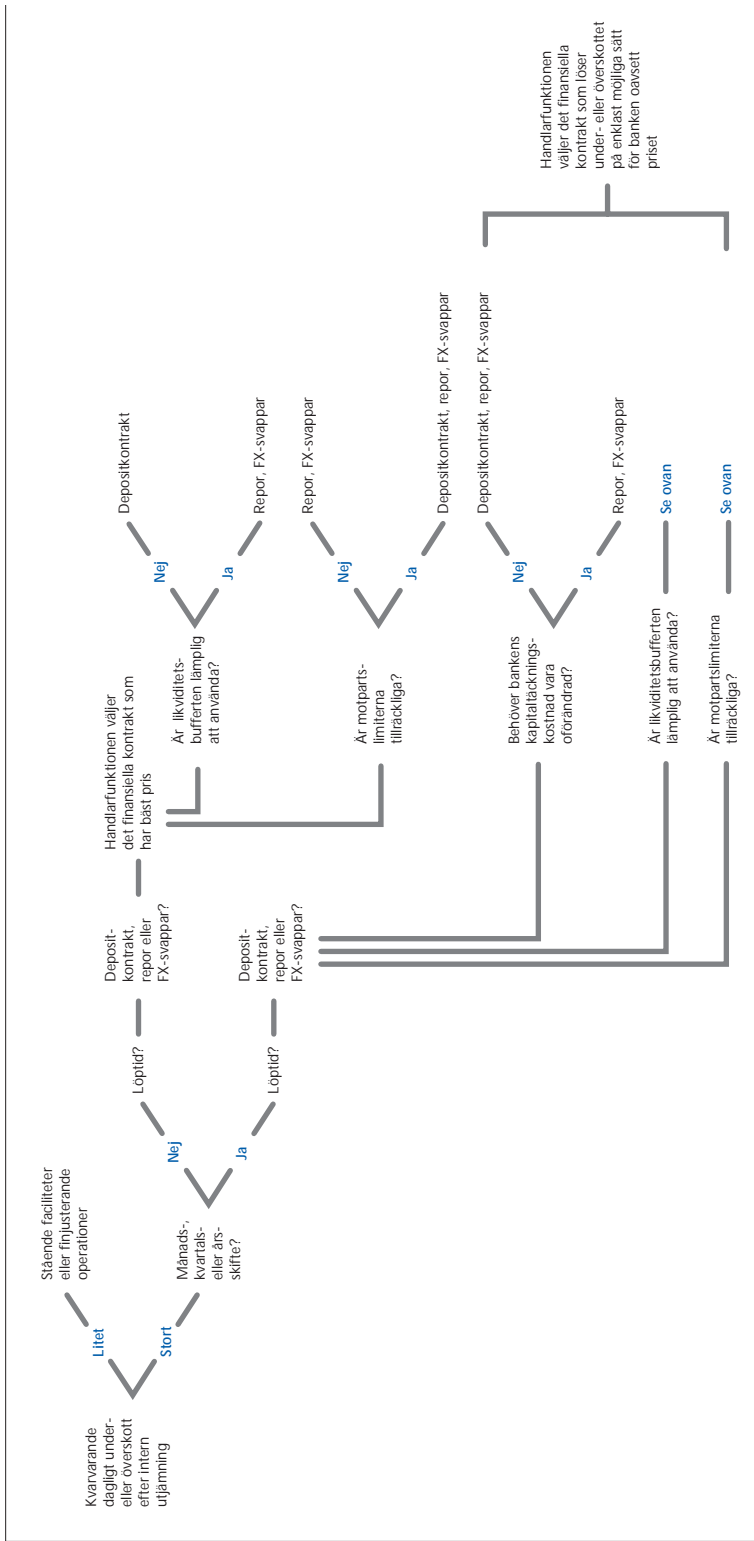 Kvarvarande
dagligt under-
eller överskott
efter intern
utjämning
Litet
Stort
Stående faciliteter
eller finjusterande
operationer
Månads-,
kvartals-
eller års-
skifte?
Nej
Ja
Löptid?
Löptid?
Deposit-
kontrakt,
repor eller
FX-svappar?
Deposit-
kontrakt,
repor eller
FX-svappar?
Handlarfunktionen väljer
det finansiella kontrakt som
har bäst pris
Är likviditets-
bufferten lämplig
att använda?
Nej
Ja
Depositkontrakt
Repor, FX-svappar
Är motparts-
limiterna
tillräckliga?
Nej
Ja
Repor, FX-svappar
Depositkontrakt, repor, FX-svappar
Behöver bankens
kapitaltäcknings-
kostnad vara
oförändrad?
Nej
Ja
Depositkontrakt, repor, FX-svappar
Repor, FX-svappar
Är likviditetsbufferten
lämplig att använda?
Se ovan
Är motpartslimiterna
tillräckliga?
Se ovan
Handlarfunktionen
väljer det finansiella
kontrakt som löser
under- eller överskottet
på enklast möjliga sätt
för banken oavsett
priset